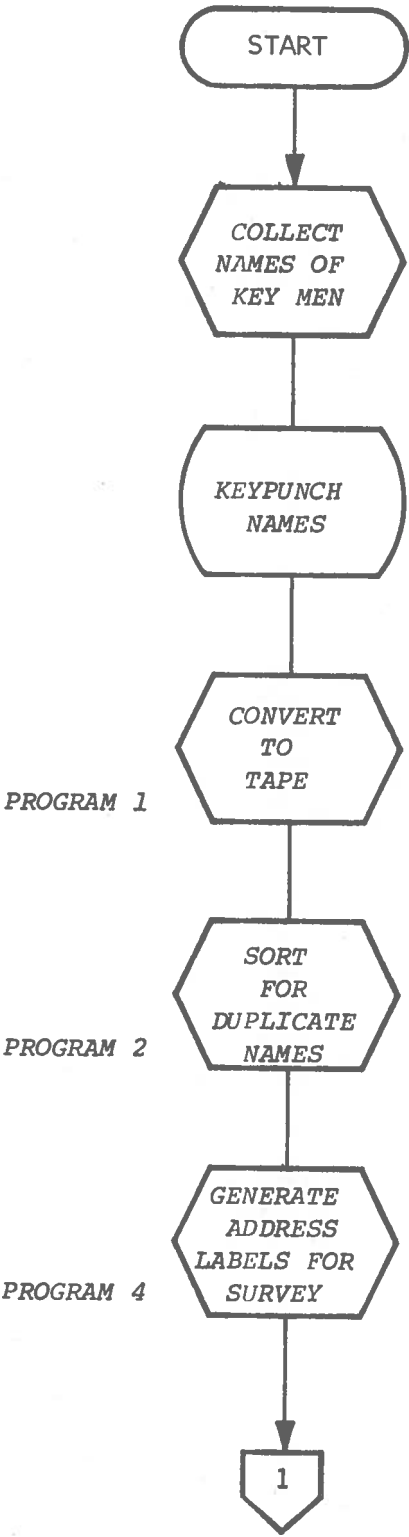 START
COLLECT
NAMES OF
KEY MEN
KEYPUNCH
NAMES
CONVERT
TO
TAPE
PROGRAM 1
SORT
FOR
DUPLICATE
NAMES
PROGRAM 2
GENERATE
ADDRESS
LABELS FOR
SURVEY
PROGRAM 4
1